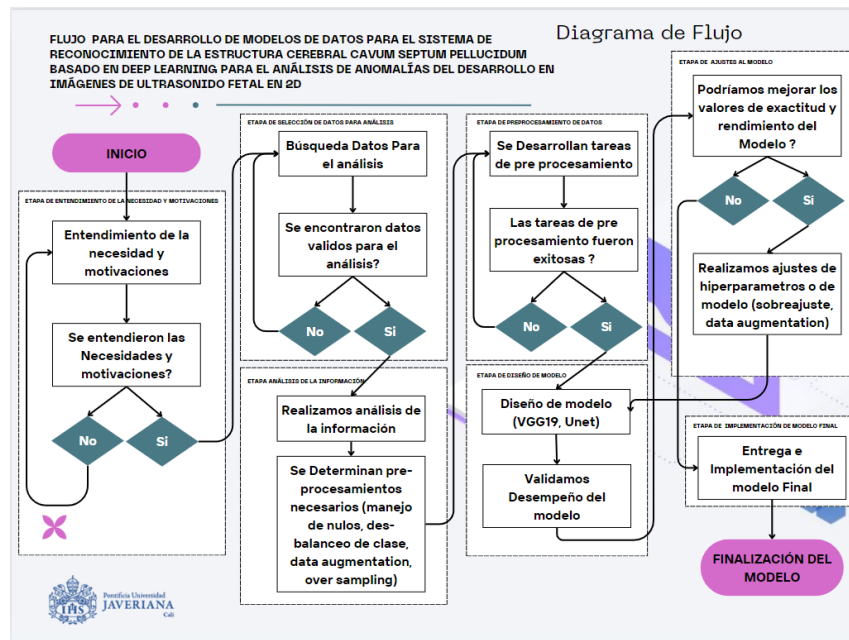 Diagrama de Flujo
FLUJO PARA EL DESARROLLO DE MODELOS DE DATOS PARA EL SISTEMA DE
RECONOCIMIENTO DE LA ESTRUCTURA CEREBRAL CAVUM SEPTUM PELLUCIDUM
BASADO EN DEEP LEARNING PARA EL ANÁLISIS DE ANOMALÍAS DEL DESARROLLO EN
IMÁGENES DE ULTRASONIDO FETAL EN 2D
INICIO
ETAPA DE ENTENDIMIENTO DE LA NECESIDAD Y MOTIVACIONES
Entendimiento de la
necesidad y
motivaciones
Se entendieron las
Necesidades y
motivaciones?
No
Si
ETAPA DE SELECCIÓN DE DATOS PARA ANÁLISIS
Búsqueda Datos Para
el análisis
Se encontraron datos
validos para el
análisis?
No
Si
ETAPA ANÁLISIS DE LA INFORMACIÓN
Realizamos análisis de
la información
Se Determinan pre-
procesamientos
necesarios (manejo
de nulos, des-
balanceo de clase,
data augmentation,
over sampling)
ETAPA DE PREPROCESAMIENTO DE DATOS
Se Desarrollan tareas
de pre procesamiento
Las tareas de pre
procesamiento fueron
exitosas ?
No
Si
ETAPA DE DISEÑO DE MODELO
Diseño de modelo
(VGG19, Unet)
Validamos
Desempeño del
modelo
ETAPA DE AJUSTES AL MODELO
Podríamos mejorar los
valores de exactitud y
rendimiento del
Modelo ?
No
Si
Realizamos ajustes de
hiperparametros o de
modelo (sobreajuste,
data augmentation)
ETAPA DE IMPLEMENTACIÓN DE MODELO FINAL
Entrega e
Implementación del
modelo Final
FINALIZACIÓN DEL
MODELO
Pontificia Universidad
JAVERIANA
Cali
IHS